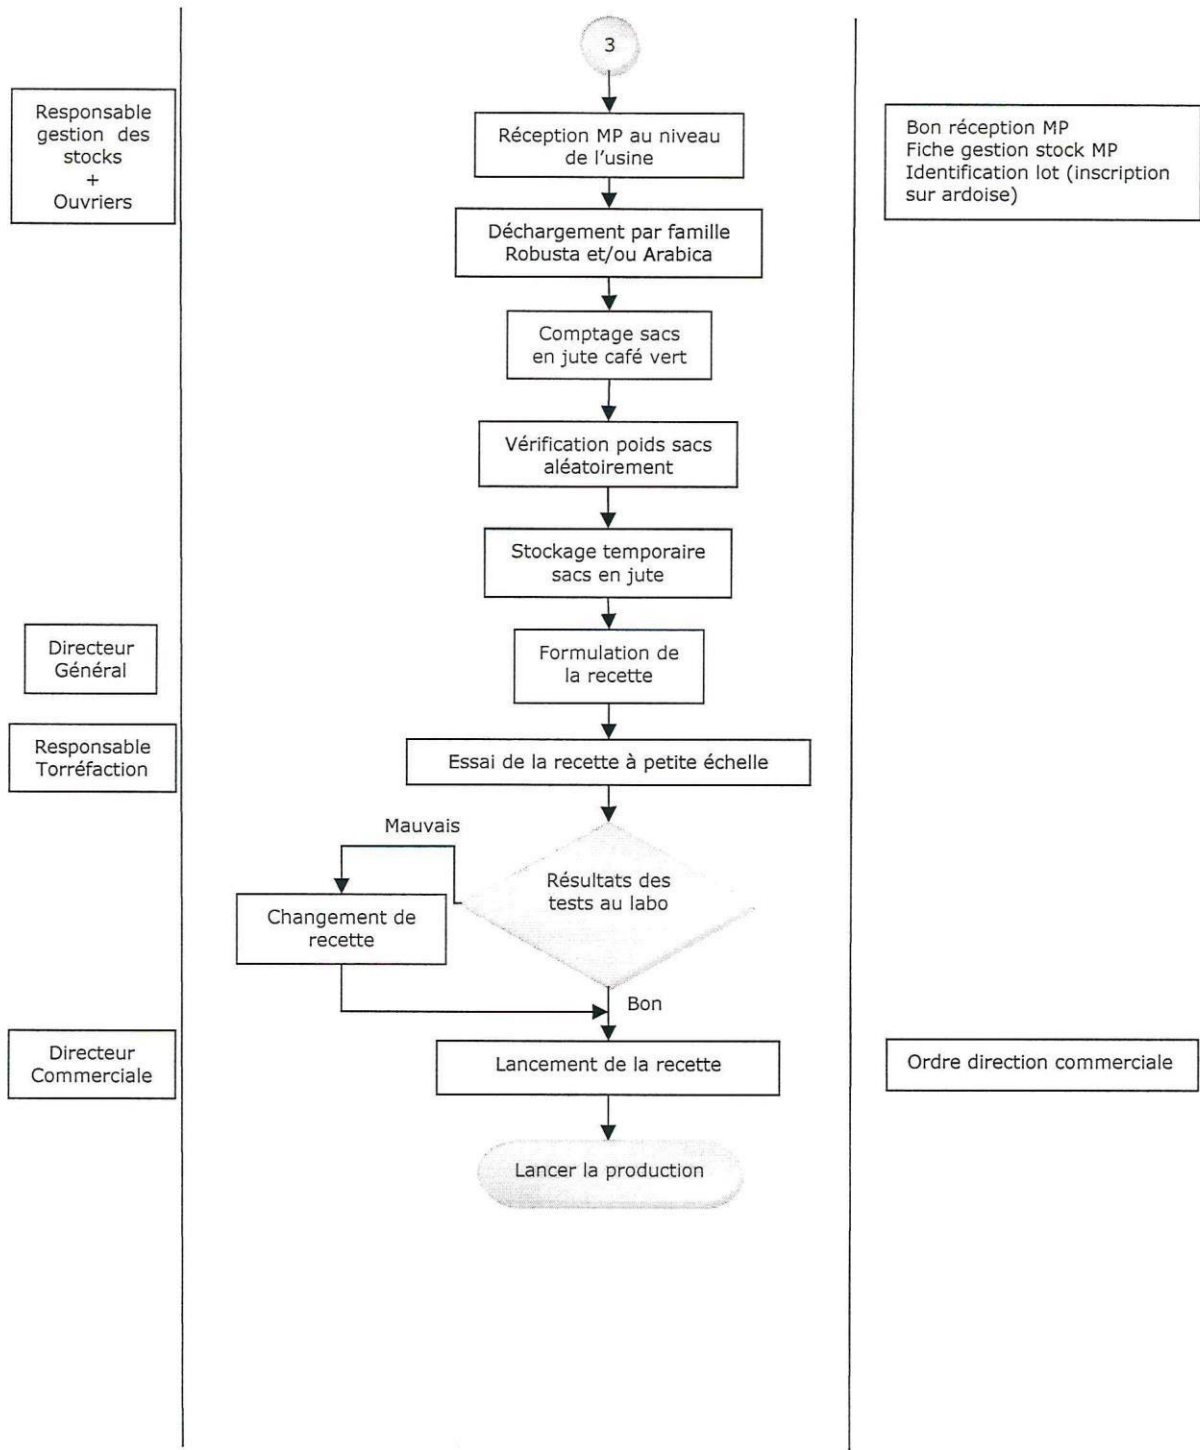 3
Responsable
gestion des
stocks
+
Ouvriers
Réception MP au niveau
de l'usine
Bon réception MP
Fiche gestion stock MP
Identification lot (inscription
sur ardoise)
Déchargement par famille
Robusta et/ou Arabica
Comptage sacs
en jute café vert
Vérification poids sacs
aléatoirement
Stockage temporaire
sacs en jute
Directeur
Général
Formulation de
la recette
Responsable
Torréfaction
Essai de la recette à petite échelle
Mauvais
Résultats des
tests au labo
Changement de
recette
Bon
Directeur
Commerciale
Lancement de la recette
Ordre direction commerciale
Lancer la production